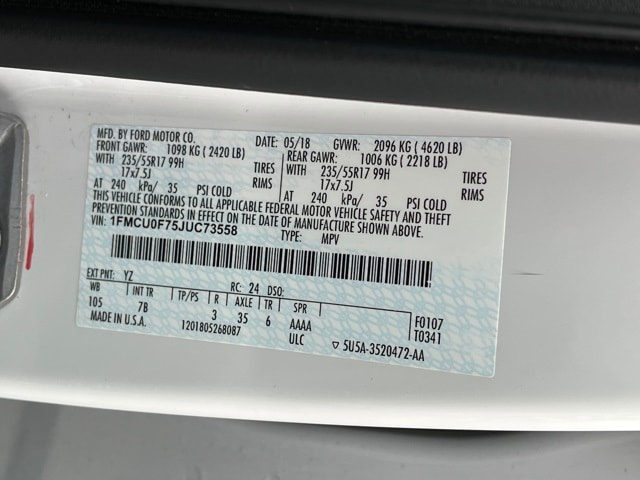 MFD. BY FORD MOTOR CO. DATE: 05/18 GVWR: 2096 KG ( 4620 LB)
FRONT GAWR: 1098 KG ( 2420 LB) REAR GAWR: 1006 KG ( 2218 LB)
WITH 235/55R17 99H TIRES WITH 235/55R17 99H TIRES
17x7.5J RIMS 17x7.5J RIMS
AT 240 kPa/ 35 PSI COLD AT 240 kPa/ 35 PSI COLD
THIS VEHICLE CONFORMS TO ALL APPLICABLE FEDERAL MOTOR VEHICLE SAFETY AND THEFT
PREVENTION STANDARDS IN EFFECT ON THE DATE OF MANUFACTURE SHOWN ABOVE.
1FMCU0F75JUC73558 TYPE: MPV
EXT PNT: YZ RC: 24 DSO:
WB INT TR TP/PS R AXLE TR SPR
105 7B 3 35 6 AAAA F0107
MADE IN U.S.A. 1201805268087 ULC T0341
▽ 5U5A-3520472-AA